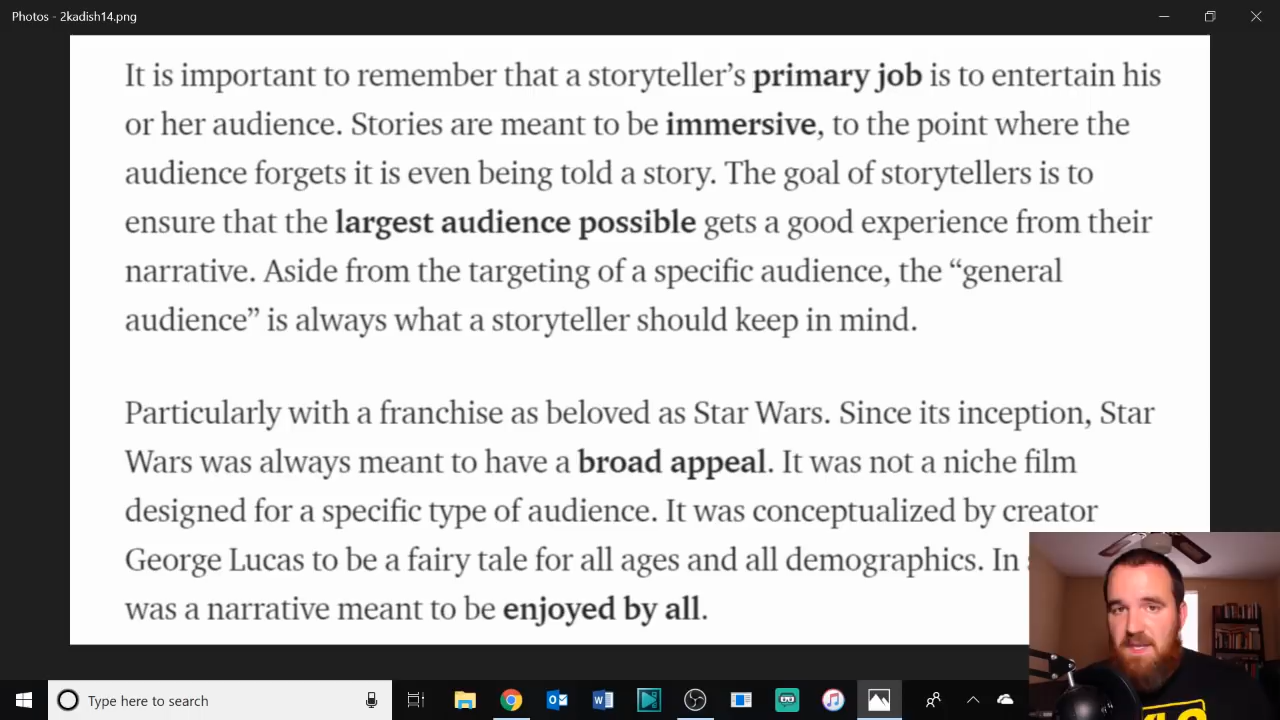 Photos - 2kadish14.png
It is important to remember that a storyteller’s primary job is to entertain his
or her audience. Stories are meant to be immersive, to the point where the
audience forgets it is even being told a story. The goal of storytellers is to
ensure that the largest audience possible gets a good experience from their
narrative. Aside from the targeting of a specific audience, the “general
audience” is always what a storyteller should keep in mind.
Particularly with a franchise as beloved as Star Wars. Since its inception, Star
Wars was always meant to have a broad appeal. It was not a niche film
designed for a specific type of audience. It was conceptualized by creator
George Lucas to be a fairy tale for all ages and all demographics. In
was a narrative meant to be enjoyed by all.
Type here to search